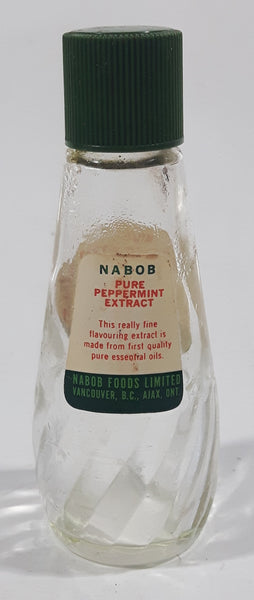 NABOB
PURE
PEPPERMINT
EXTRACT
This really fine
flavouring extract is
made from first quality
pure essential oils.
NABOB FOODS LIMITED
VANCOUVER, B.C., AJAX, ONT.